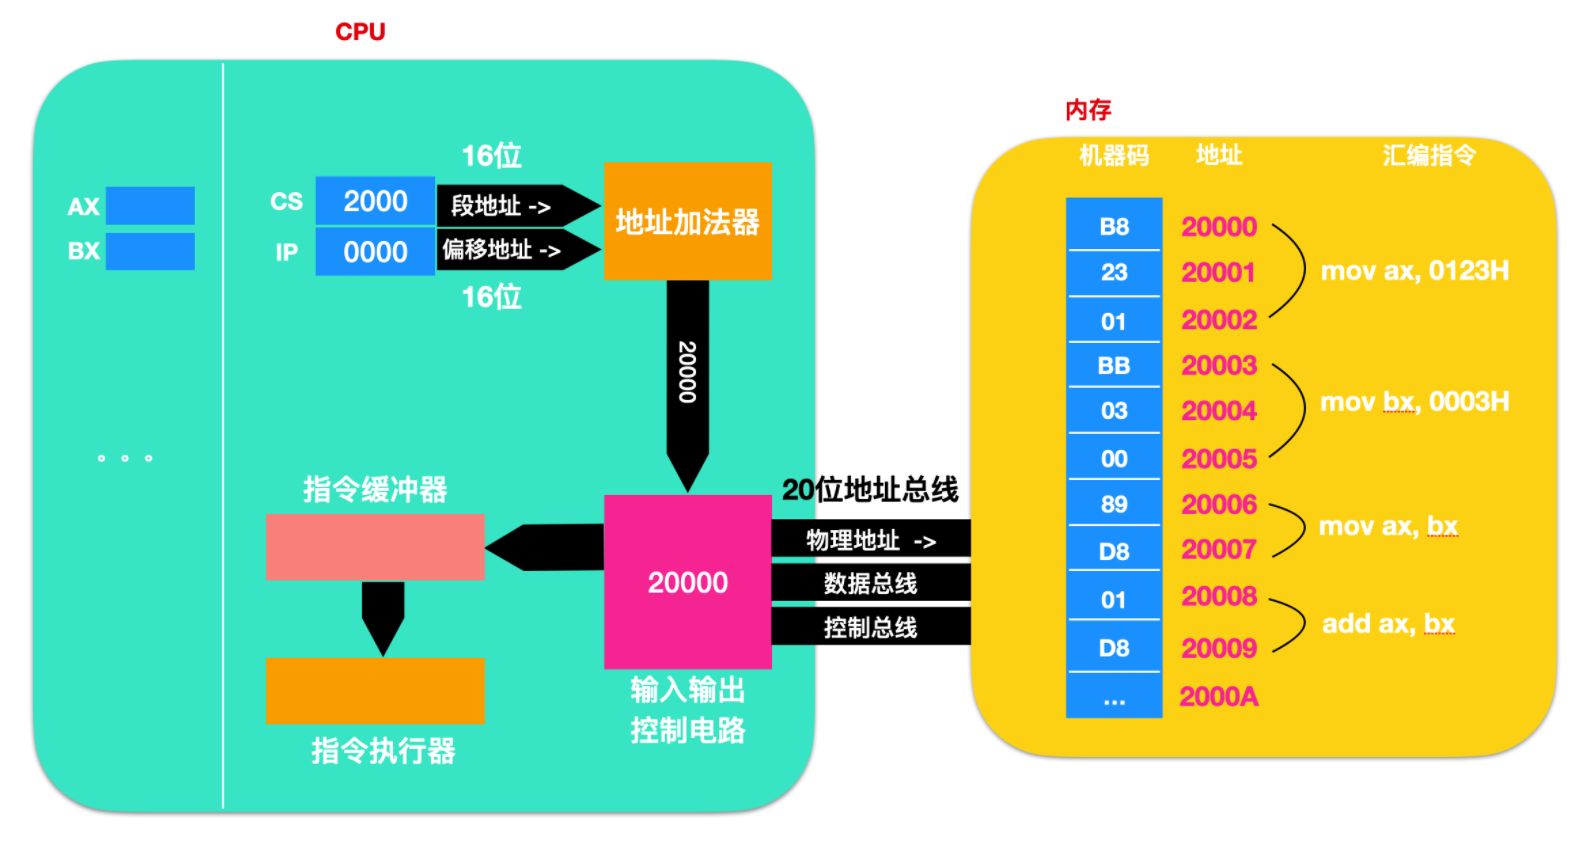 CPU
16位
AX
BX
CS
2000
段地址 ->
IP
0000
偏移地址 ->
16位
地址加法器
20000
。。。
指令缓冲器
指令执行器
20000
输入输出
控制电路
20位地址总线
物理地址 ->
数据总线
控制总线
内存
机器码 地址 汇编指令
B8 20000
23 20001 mov ax, 0123H
01 20002
BB 20003
03 20004 mov bx, 0003H
00 20005
89 20006
mov ax, bx
D8 20007
01 20008
add ax, bx
D8 20009
... 2000A